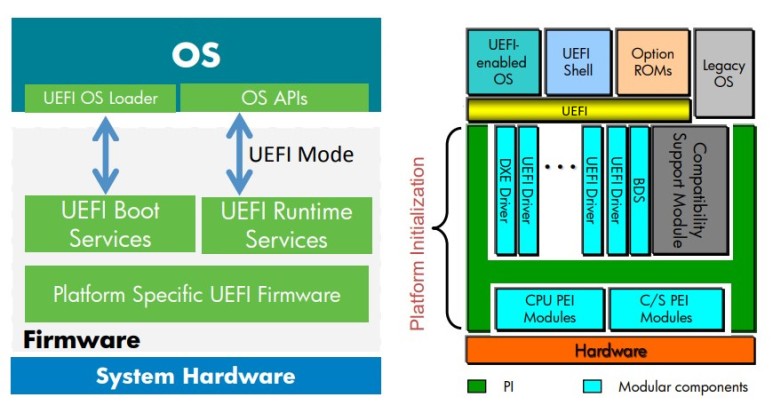 OS
UEFI OS Loader
OS APIs
UEFI Mode
UEFI Boot
Services
UEFI Runtime
Services
Platform Specific UEFI Firmware
Firmware
System Hardware
UEFI-
enabled
OS
UEFI
Shell
Option
ROMs
Legacy
OS
UEFI
Platform Initialization
DXE Driver
UEFI Driver
...
UEFI Driver
UEFI Driver
BDS
Compatibility
Support Module
CPU PEI
Modules
C/S PEI
Modules
Hardware
PI
Modular components